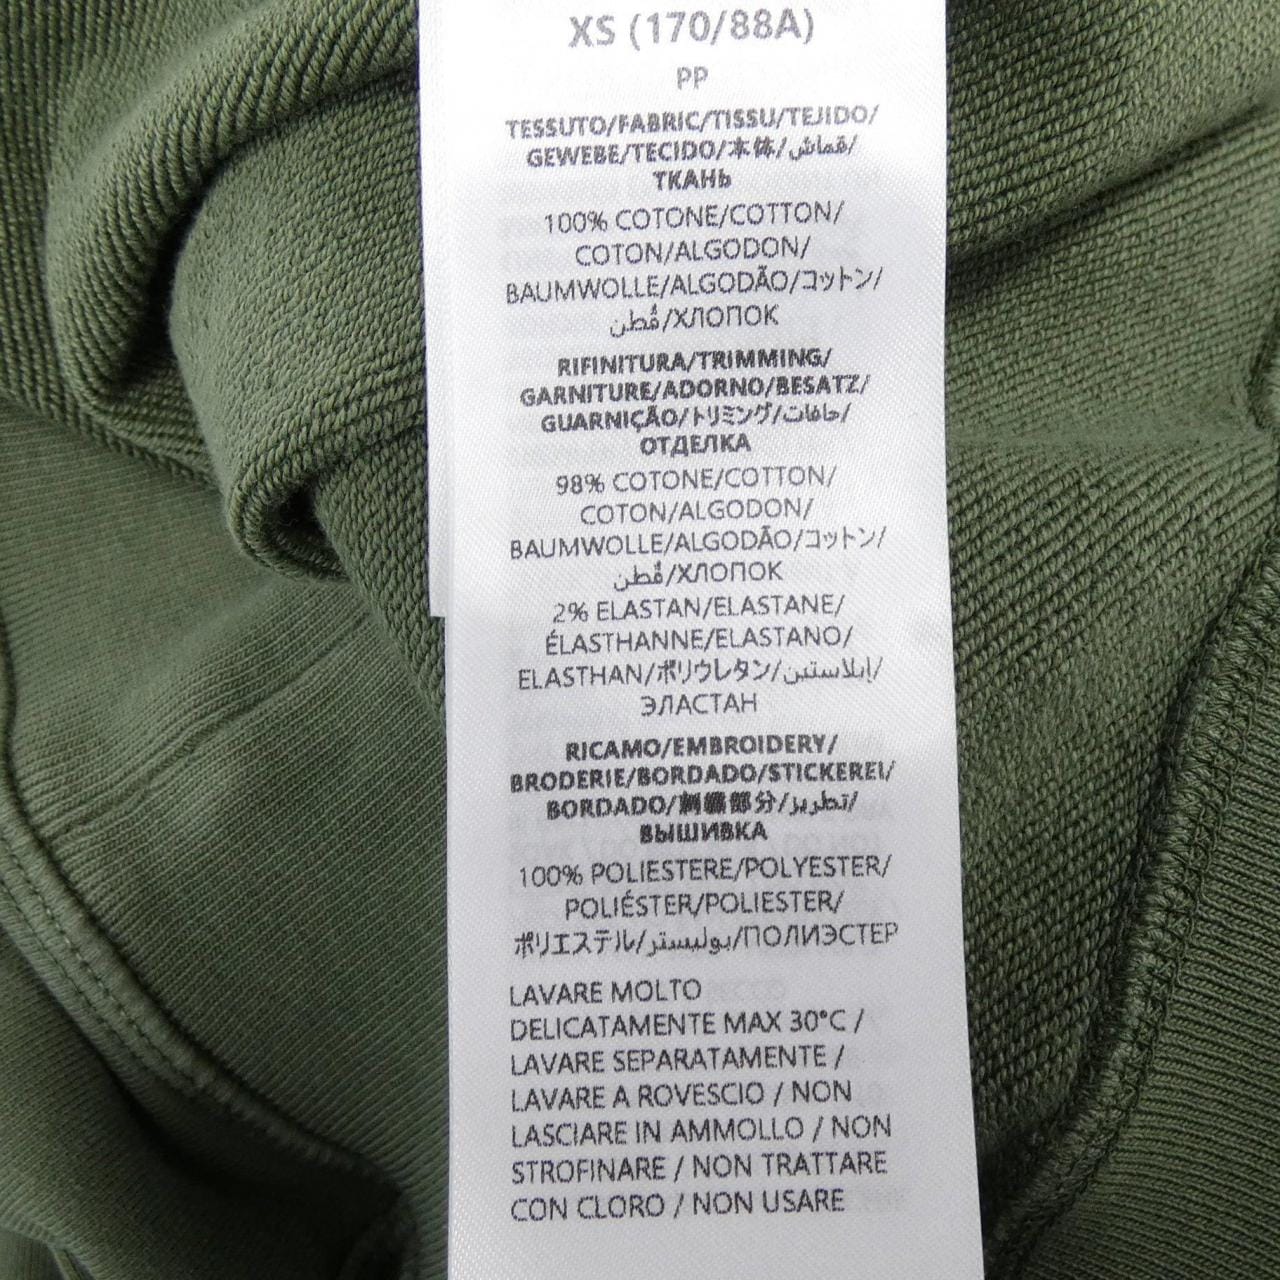 XS (170/88A)
PP
TESSUTO/FABRIC/TISSU/TEJIDO/
GEWEBE/TECIDO/本体/قماش/
ТКАНЬ
100% COTONE/COTTON/
COTON/ALGODON/
BAUMWOLLE/ALGODÃO/コットン/
قُطن/ХЛОПОК
RIFINITURA/TRIMMING/
GARNITURE/ADORNO/BESATZ/
GUARNIÇÃO/トリミング/حافات/
ОТДЕЛКА
98% COTONE/COTTON/
COTON/ALGODON/
BAUMWOLLE/ALGODÃO/コットン/
قُطن/ХЛОПОК
2% ELASTAN/ELASTANE/
ÉLASTHANNE/ELASTANO/
ELASTHAN/ポリウレタン/إيلاستين/
ЭЛАСТАН
RICAMO/EMBROIDERY/
BRODERIE/BORDADO/STICKEREI/
BORDADO/刺繍部分/تطريز/
ВЫШИВКА
100% POLIESTERE/POLYESTER/
POLIÉSTER/POLIESTER/
ポリエステル/بوليستر/ПОЛИЭСТЕР
LAVARE MOLTO
DELICATAMENTE MAX 30°C /
LAVARE SEPARATAMENTE /
LAVARE A ROVESCIO / NON
LASCIARE IN AMMOLLO / NON
STROFINARE / NON TRATTARE
CON CLORO / NON USARE